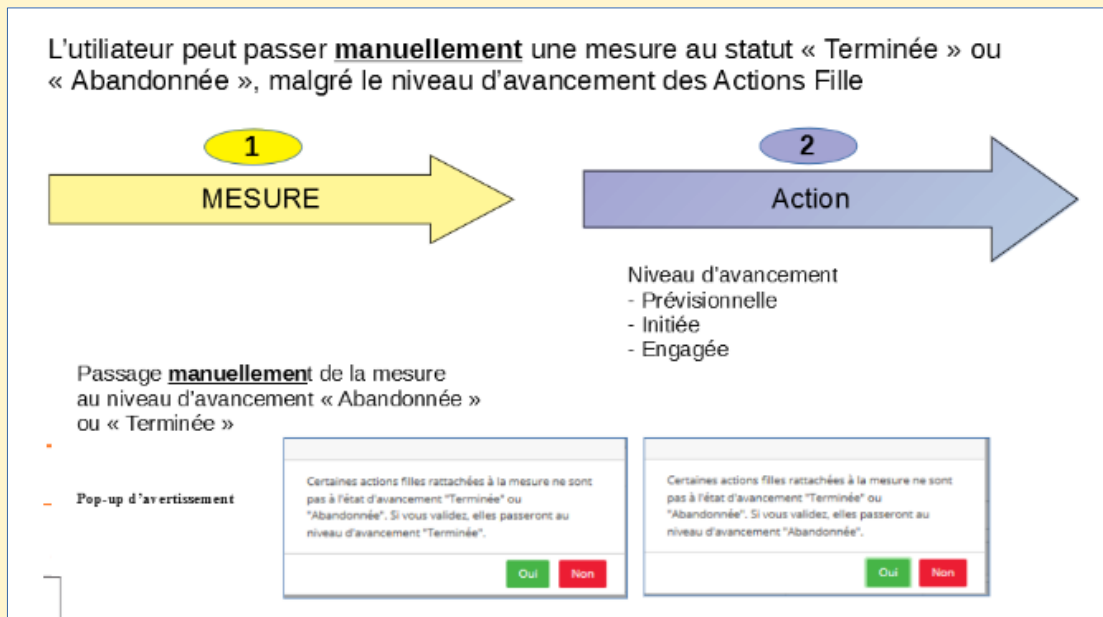 L'utiliateur peut passer manuellement une mesure au statut « Terminée » ou
« Abandonnée », malgré le niveau d'avancement des Actions Fille
1
MESURE
2
Action
Niveau d'avancement
- Prévisionnelle
- Initiée
- Engagée
Passage manuellement de la mesure
au niveau d'avancement « Abandonnée »
ou « Terminée »
Pop-up d'avertissement
Certaines actions filles rattachées à la mesure ne sont
pas à l'état d'avancement "Terminée" ou
"Abandonnée". Si vous validez, elles passeront au
niveau d'avancement "Terminée".
Oui
Non
Certaines actions filles rattachées à la mesure ne sont
pas à l'état d'avancement "Terminée" ou
"Abandonnée". Si vous validez, elles passeront au
niveau d'avancement "Abandonnée".
Oui
Non